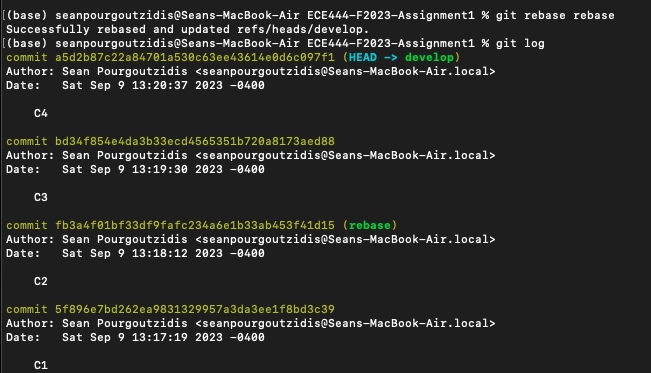 (base) seanpourgoutzidis@Seans-MacBook-Air ECE444-F2023-Assignment1 % git rebase rebase
Successfully rebased and updated refs/heads/develop.
(base) seanpourgoutzidis@Seans-MacBook-Air ECE444-F2023-Assignment1 % git log
commit a5d2b87c22a84701a530c63ee43614e0d6c097f1 (HEAD -> develop)
Author: Sean Pourgoutzidis <seanpourgoutzidis@Seans-MacBook-Air.local>
Date:   Sat Sep 9 13:20:37 2023 -0400
C4
commit bd34f854e4da3b33ecd4565351b720a8173aed88
Author: Sean Pourgoutzidis <seanpourgoutzidis@Seans-MacBook-Air.local>
Date:   Sat Sep 9 13:19:30 2023 -0400
C3
commit fb3a4f01bf33df9fafc234a6e1b33ab453f41d15 (rebase)
Author: Sean Pourgoutzidis <seanpourgoutzidis@Seans-MacBook-Air.local>
Date:   Sat Sep 9 13:18:12 2023 -0400
C2
commit 5f896e7bd262ea9831329957a3da3ee1f8bd3c39
Author: Sean Pourgoutzidis <seanpourgoutzidis@Seans-MacBook-Air.local>
Date:   Sat Sep 9 13:17:19 2023 -0400
C1